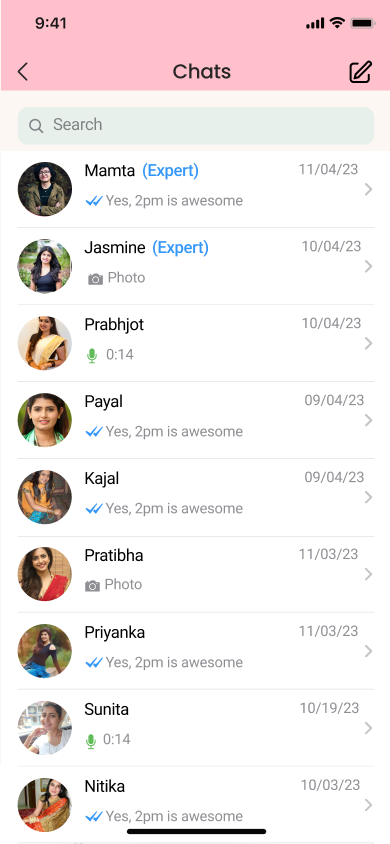 9:41
Chats
Search
Mamta (Expert) 11/04/23
Yes, 2pm is awesome
Jasmine (Expert) 10/04/23
Photo
Prabhjot 10/04/23
0:14
Payal 09/04/23
Yes, 2pm is awesome
Kajal 09/04/23
Yes, 2pm is awesome
Pratibha 11/03/23
Photo
Priyanka 11/03/23
Yes, 2pm is awesome
Sunita 10/19/23
0:14
Nitika 10/03/23
Yes, 2pm is awesome